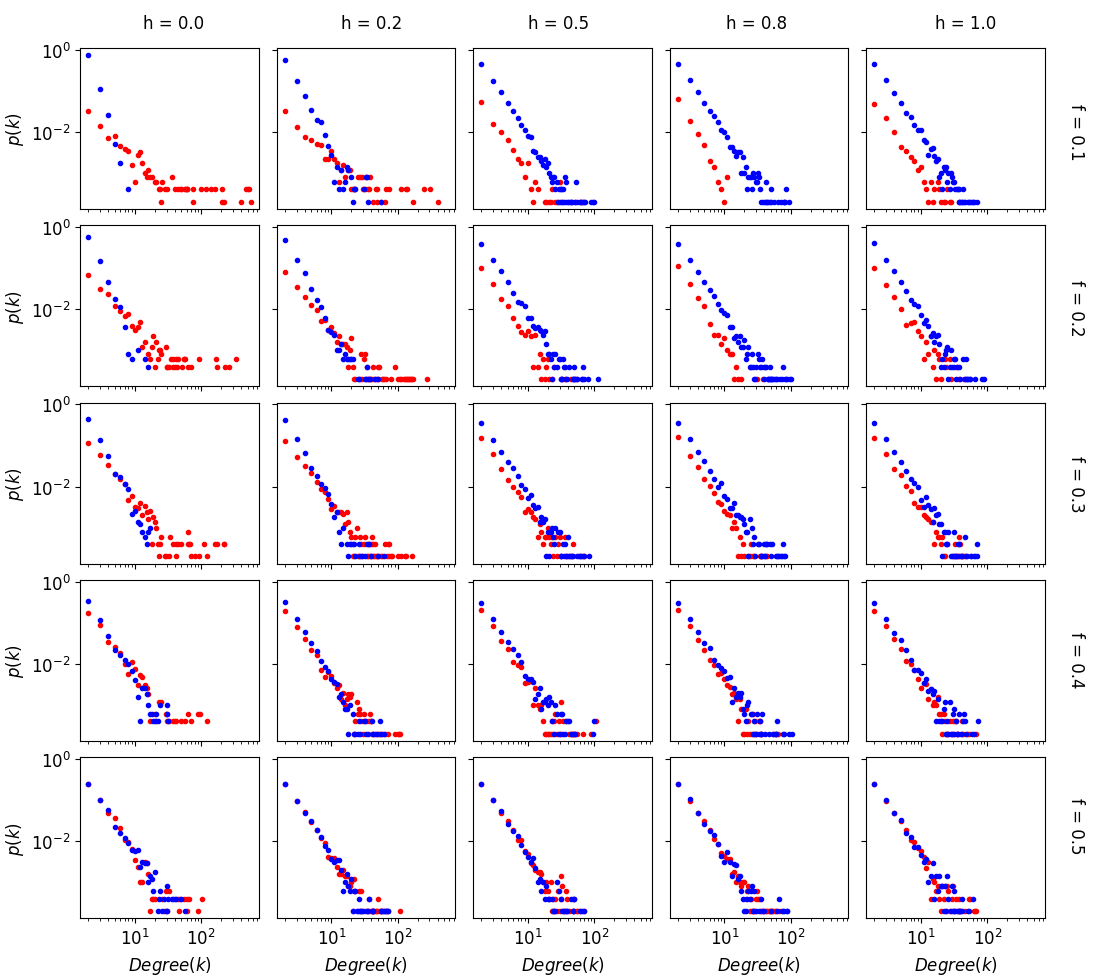 h = 0.0 h = 0.2 h = 0.5 h = 0.8 h = 1.0
10^0
p(k)
10^-2
f = 0.1
10^0
p(k)
10^-2
f = 0.2
10^0
p(k)
10^-2
f = 0.3
10^0
p(k)
10^-2
f = 0.4
10^0
p(k)
10^-2
f = 0.5
10^1 10^2 10^1 10^2 10^1 10^2 10^1 10^2 10^1 10^2
Degree(k) Degree(k) Degree(k) Degree(k) Degree(k)